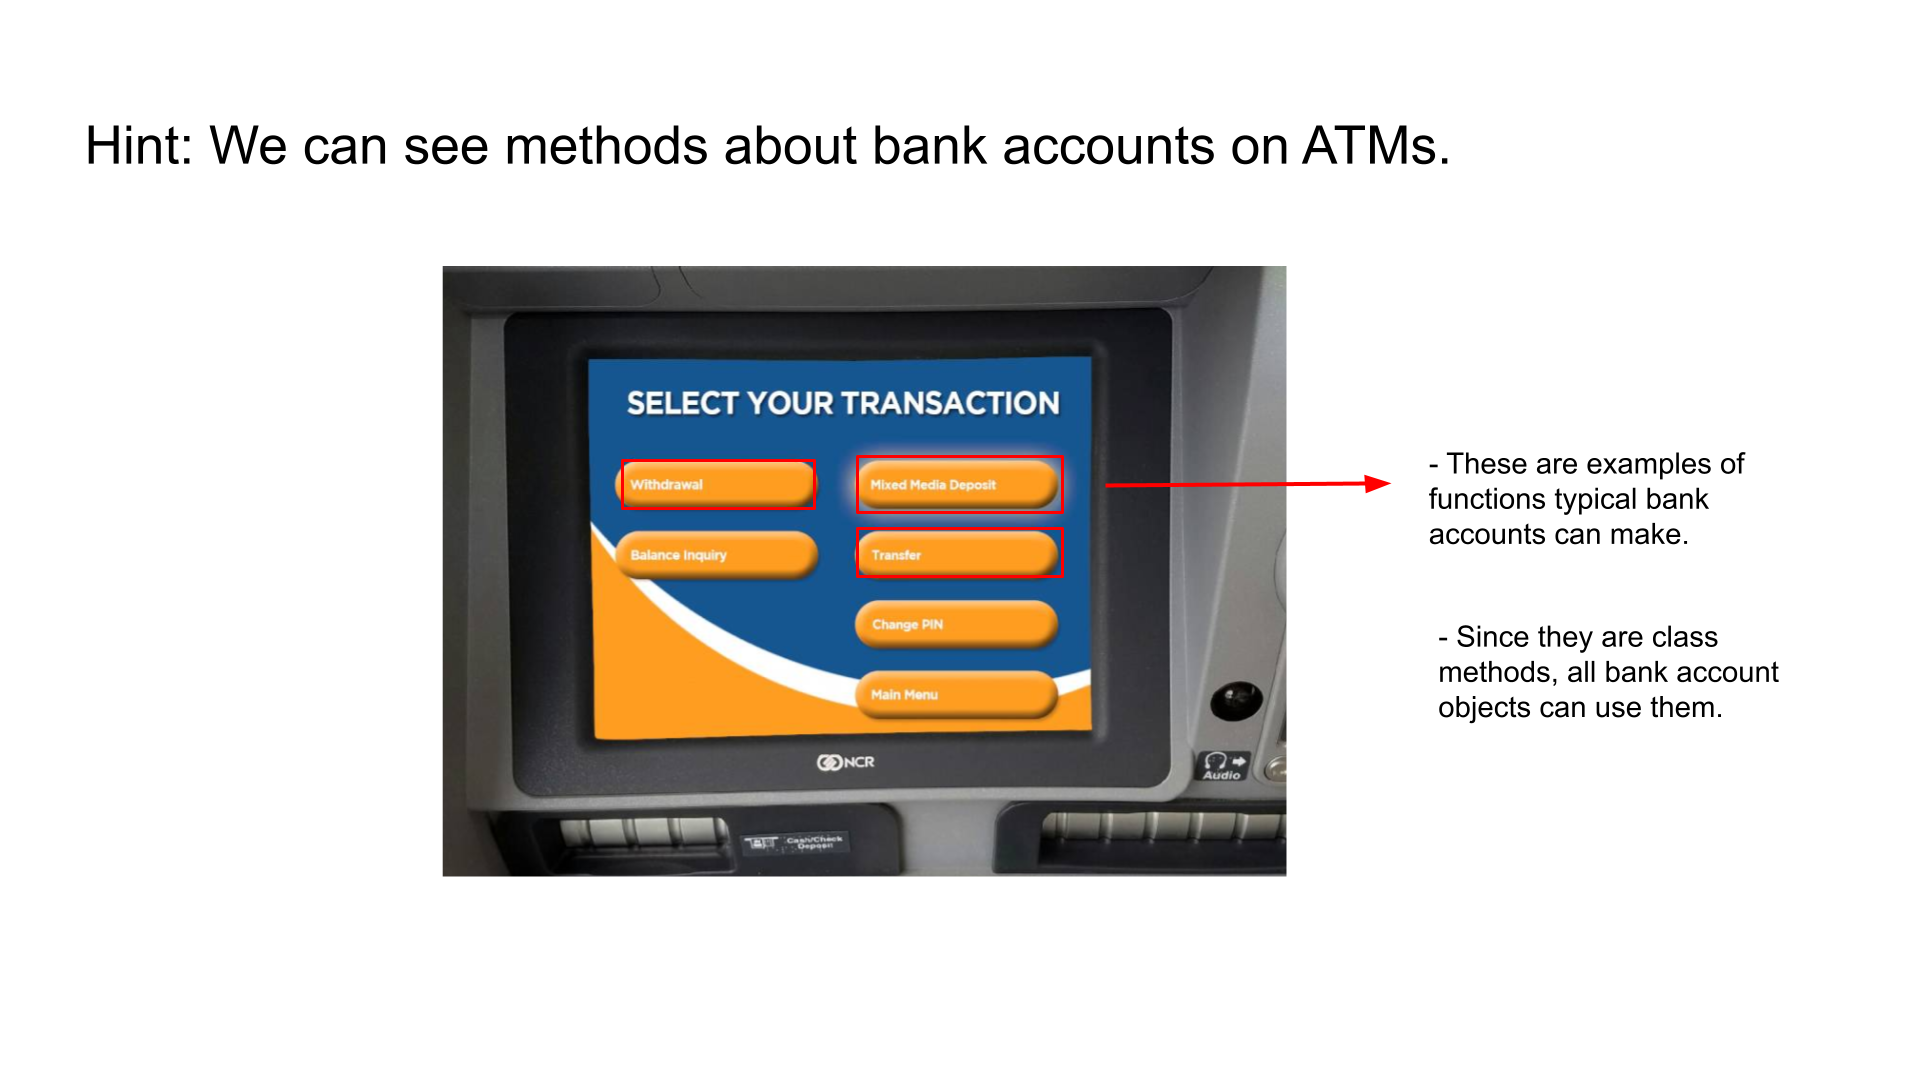 Hint: We can see methods about bank accounts on ATMs.
SELECT YOUR TRANSACTION
Withdrawal
Mixed Media Deposit
Balance Inquiry
Transfer
Change PIN
Main Menu
NCR
Audio
Cash/Check
Deposit
- These are examples of
functions typical bank
accounts can make.
- Since they are class
methods, all bank account
objects can use them.